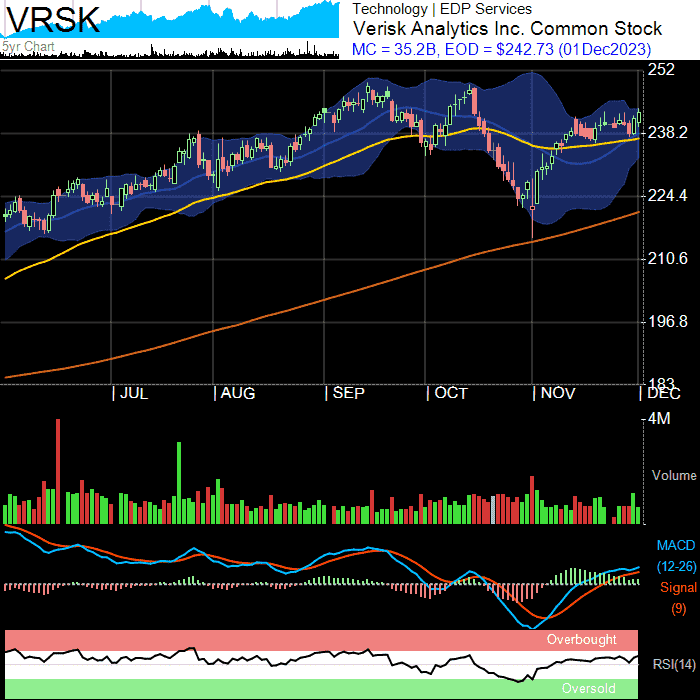 VRSK
5yr Chart
Technology | EDP Services
Verisk Analytics Inc. Common Stock
MC = 35.2B, EOD = $242.73 (01Dec2023)
252
238.2
224.4
210.6
196.8
183
JUL AUG SEP OCT NOV DEC
4M
Volume
MACD
(12-26)
Signal
(9)
Overbought
RSI(14)
Oversold